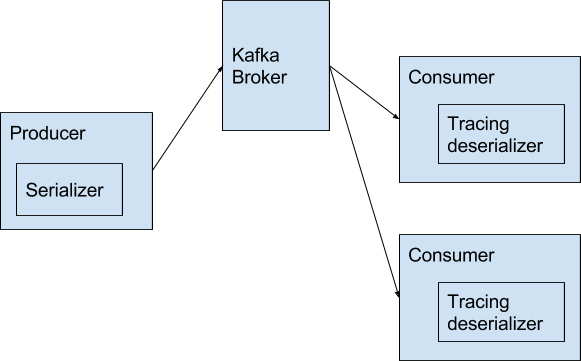 Kafka
Broker
Producer
Serializer
Consumer
Tracing
deserializer
Consumer
Tracing
deserializer